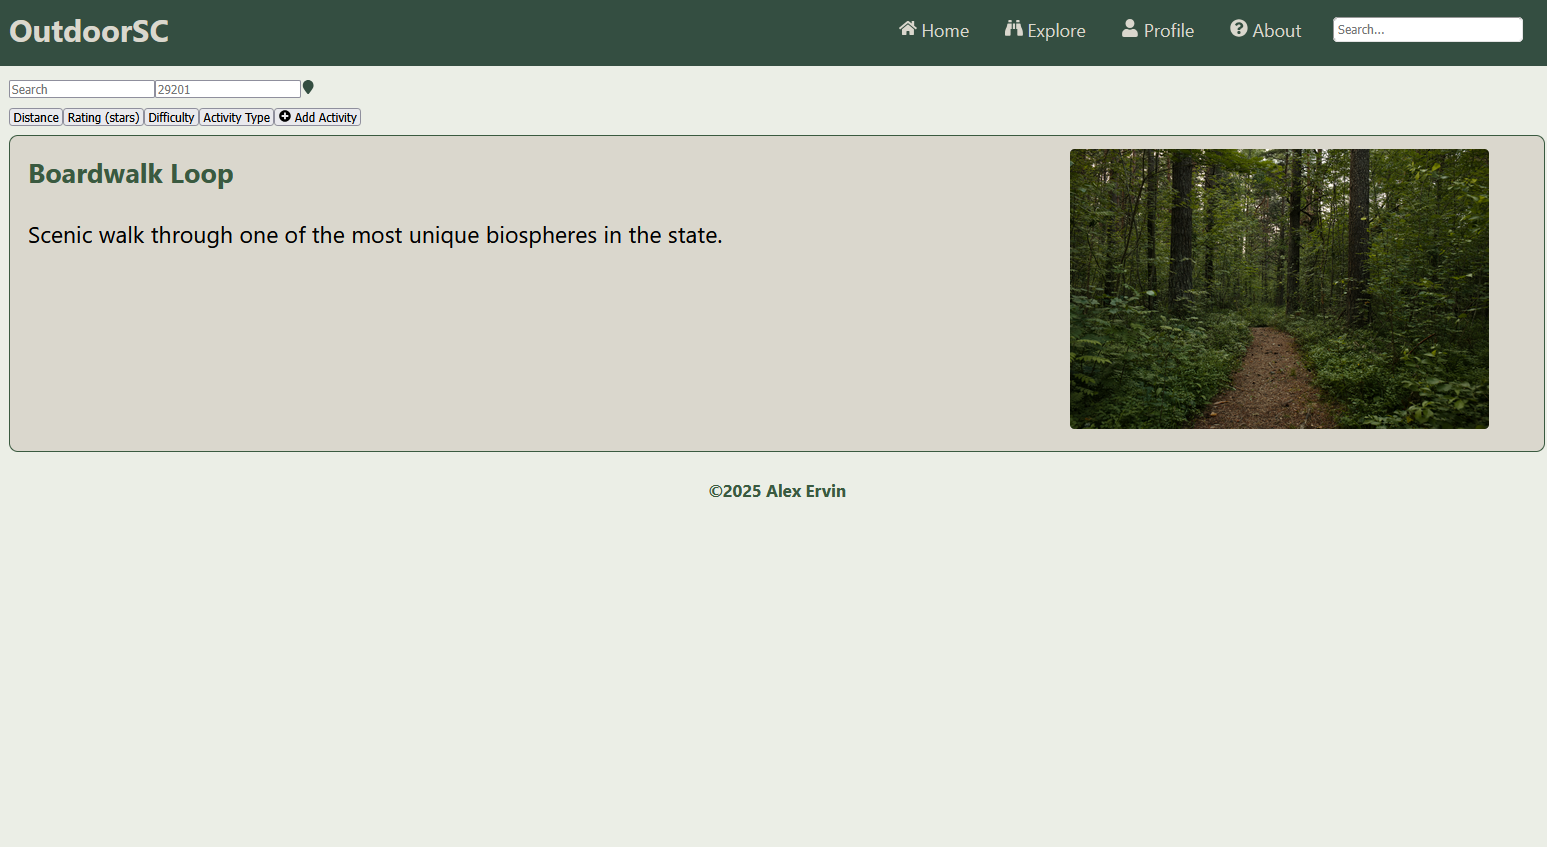 OutdoorSC
Home Explore Profile About Search...
Search 29201
Distance Rating (stars) Difficulty Activity Type Add Activity
Boardwalk Loop
Scenic walk through one of the most unique biospheres in the state.
©2025 Alex Ervin